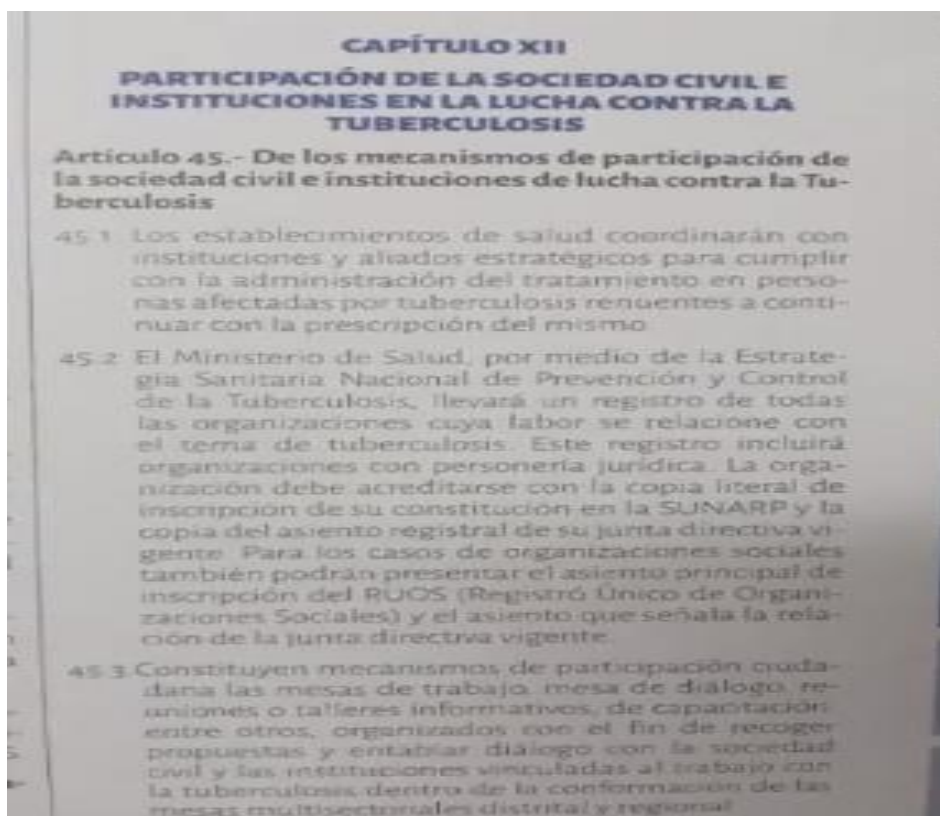 CAPÍTULO XII
PARTICIPACIÓN DE LA SOCIEDAD CIVIL E
INSTITUCIONES EN LA LUCHA CONTRA LA
TUBERCULOSIS
Artículo 45.- De los mecanismos de participación de
la sociedad civil e instituciones de lucha contra la Tu-
berculosis
45.1 Los establecimientos de salud coordinarán con
instituciones y aliados estratégicos para cumplir
con la administración del tratamiento en perso-
nas afectadas por tuberculosis renuentes a conti-
nuar con la prescripción del mismo.
45.2 El Ministerio de Salud, por medio de la Estrate-
gia Sanitaria Nacional de Prevención y Control
de la Tuberculosis, llevará un registro de todas
las organizaciones cuya labor se relacione con
el tema de tuberculosis. Este registro incluirá
organizaciones con personería jurídica. La orga-
nización debe acreditarse con la copia literal de
inscripción de su constitución en la SUNARP y la
copia del asiento registral de su junta directiva vi-
gente. Para los casos de organizaciones sociales
también podrán presentar el asiento principal de
inscripción del RUOS (Registró Único de Organi-
zaciones Sociales) y el asiento que señala la rela-
ción de la junta directiva vigente.
45.3 Constituyen mecanismos de participación ciuda-
dana las mesas de trabajo, mesa de diálogo, re-
uniones o talleres informativos, de capacitación
entre otros, organizados con el fin de recoger
propuestas y entablar diálogo con la sociedad
civil y las instituciones vinculadas al trabajo con
la tuberculosis dentro de la conformación de las
mesas multisectoriales distrital y regional.